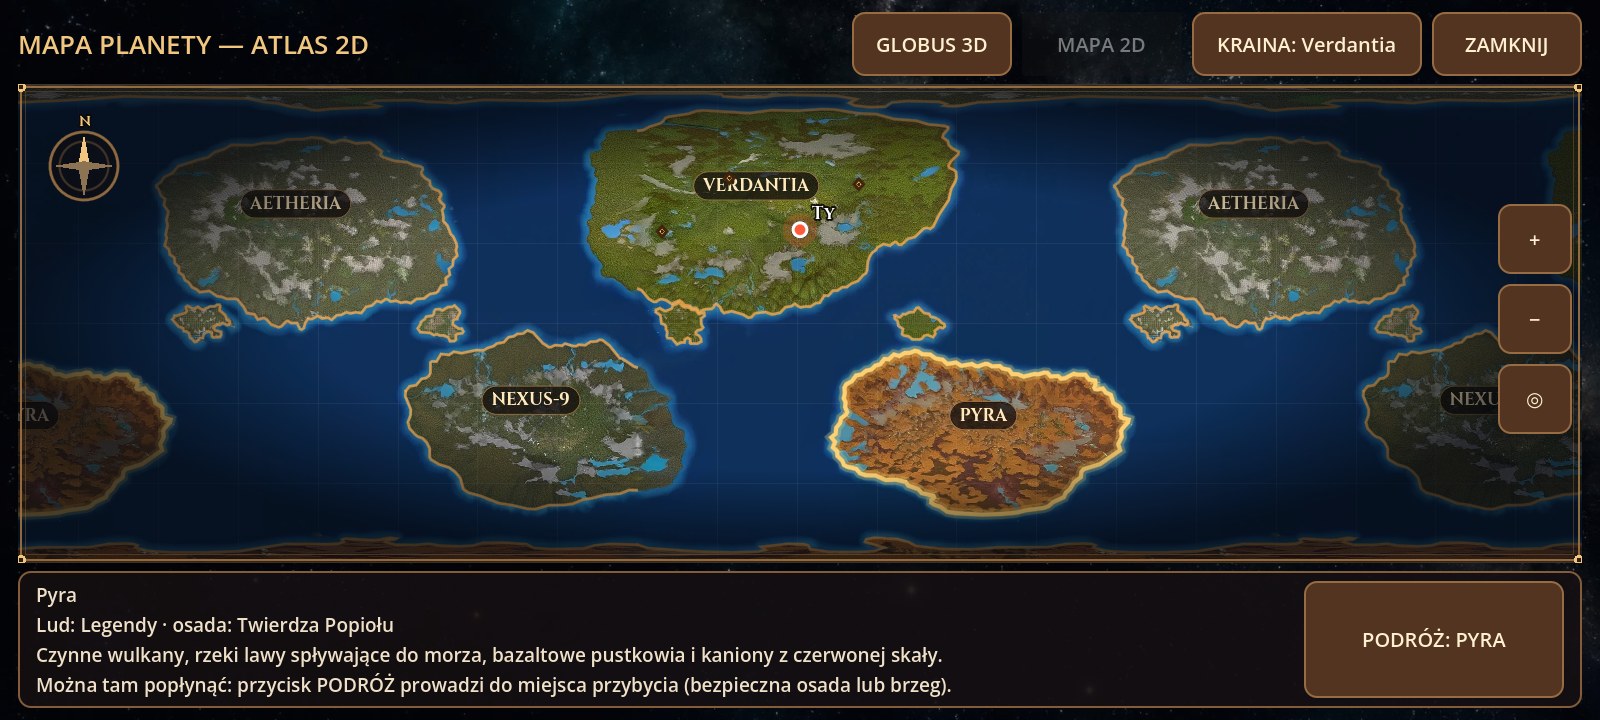 MAPA PLANETY — ATLAS 2D
GLOBUS 3D
MAPA 2D
KRAINA: Verdantia
ZAMKNIJ
N
AETHERIA
VERDANTIA
AETHERIA
Ty
+
−
◎
NEXUS-9
PYRA
YRA
NEXU
Pyra
Lud: Legendy · osada: Twierdza Popiołu
Czynne wulkany, rzeki lawy spływające do morza, bazaltowe pustkowia i kaniony z czerwonej skały.
Można tam popłynąć: przycisk PODRÓŻ prowadzi do miejsca przybycia (bezpieczna osada lub brzeg).
PODRÓŻ: PYRA